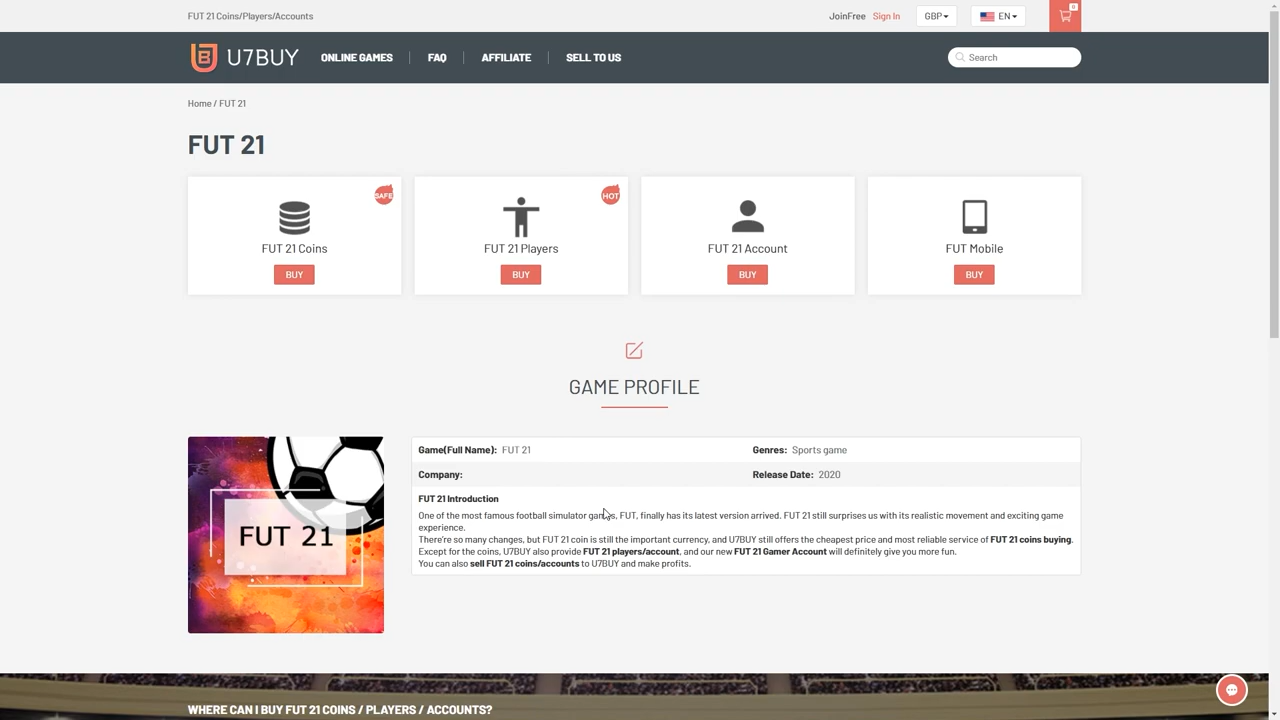 FUT 21 Coins/Players/Accounts
JoinFree Sign In GBP EN 0
U7BUY ONLINE GAMES FAQ AFFILIATE SELL TO US Search
Home / FUT 21
FUT 21
SAFE HOT
FUT 21 Coins FUT 21 Players FUT 21 Account FUT Mobile
BUY BUY BUY BUY
GAME PROFILE
Game(Full Name): FUT 21 Genres: Sports game
Company: Release Date: 2020
FUT 21 Introduction
One of the most famous football simulator games, FUT, finally has its latest version arrived. FUT 21 still surprises us with its realistic movement and exciting game
experience.
There're so many changes, but FUT 21 coin is still the important currency, and U7BUY still offers the cheapest price and most reliable service of FUT 21 coins buying.
Except for the coins, U7BUY also provide FUT 21 players/account, and our new FUT 21 Gamer Account will definitely give you more fun.
You can also sell FUT 21 coins/accounts to U7BUY and make profits.
FUT 21
WHERE CAN I BUY FUT 21 COINS / PLAYERS / ACCOUNTS?